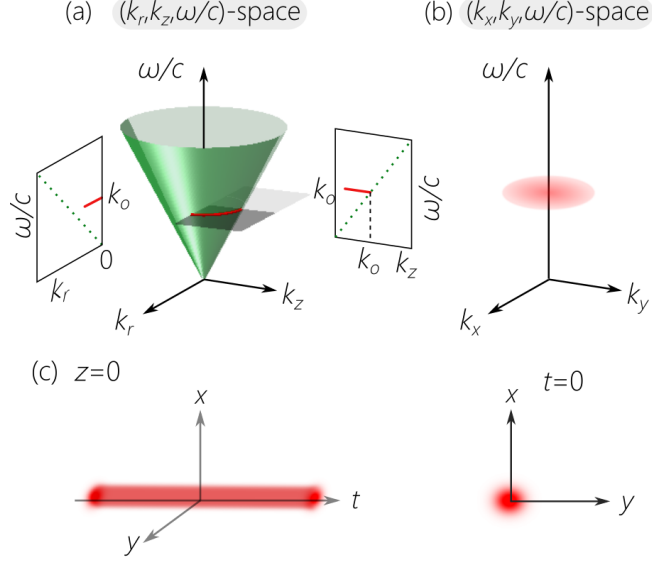 (a) (kr,kz,ω/c)-space
(b) (kx,ky,ω/c)-space
ω/c
ω/c
ω/c
ko
0
kr
ko
ω/c
ko
kz
kr
kz
kx
ky
(c) z=0
t=0
x
t
y
x
y